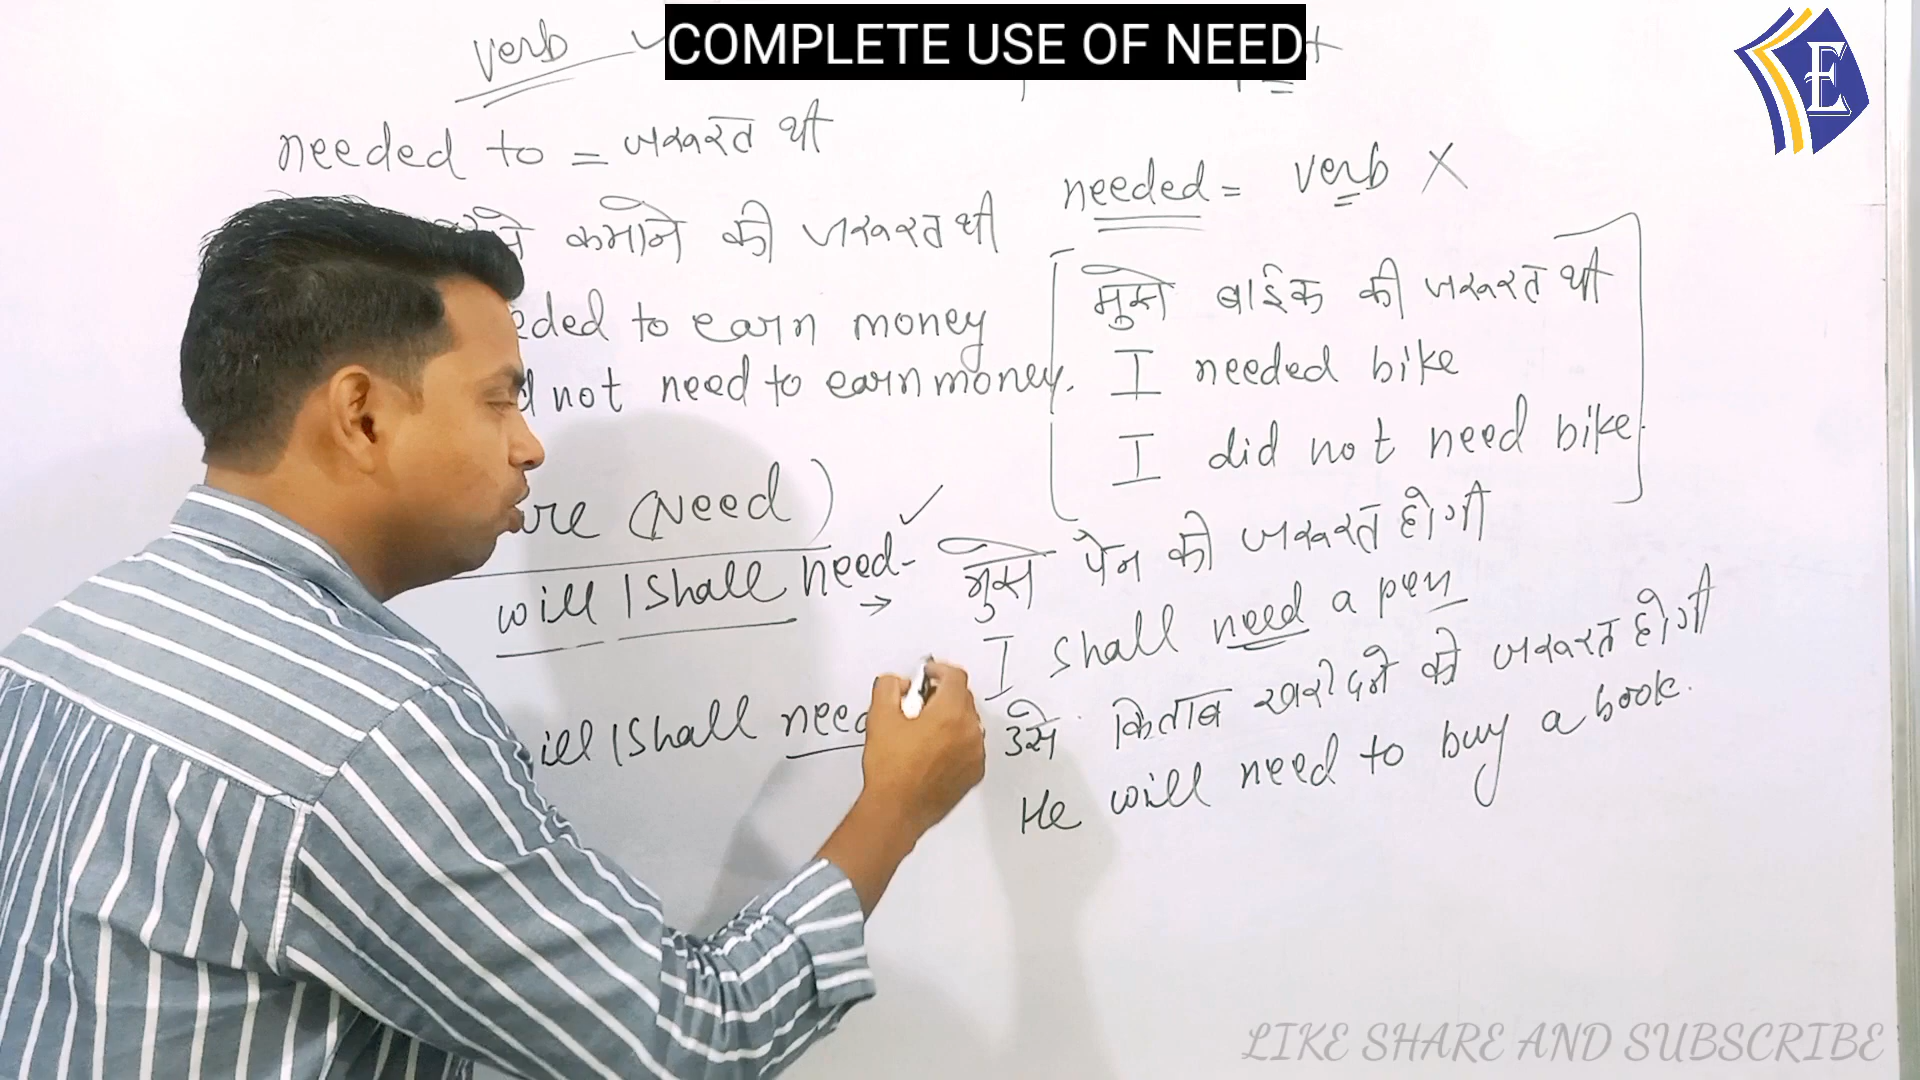 COMPLETE USE OF NEED
E
verb
needed to = जरूरत थी
कमाने की जरूरत थी
eded to earn money
d not need to earn money.
needed = verb X
मुझे बाईक की जरूरत थी
I needed bike
I did not need bike.
ure (Need)
will / Shall need -
→ मुझे पेन की जरूरत होगी
I shall need a pen
ill / Shall need
उसे किताब खरीदने की जरूरत होगी
He will need to buy a book.
LIKE SHARE AND SUBSCRIBE